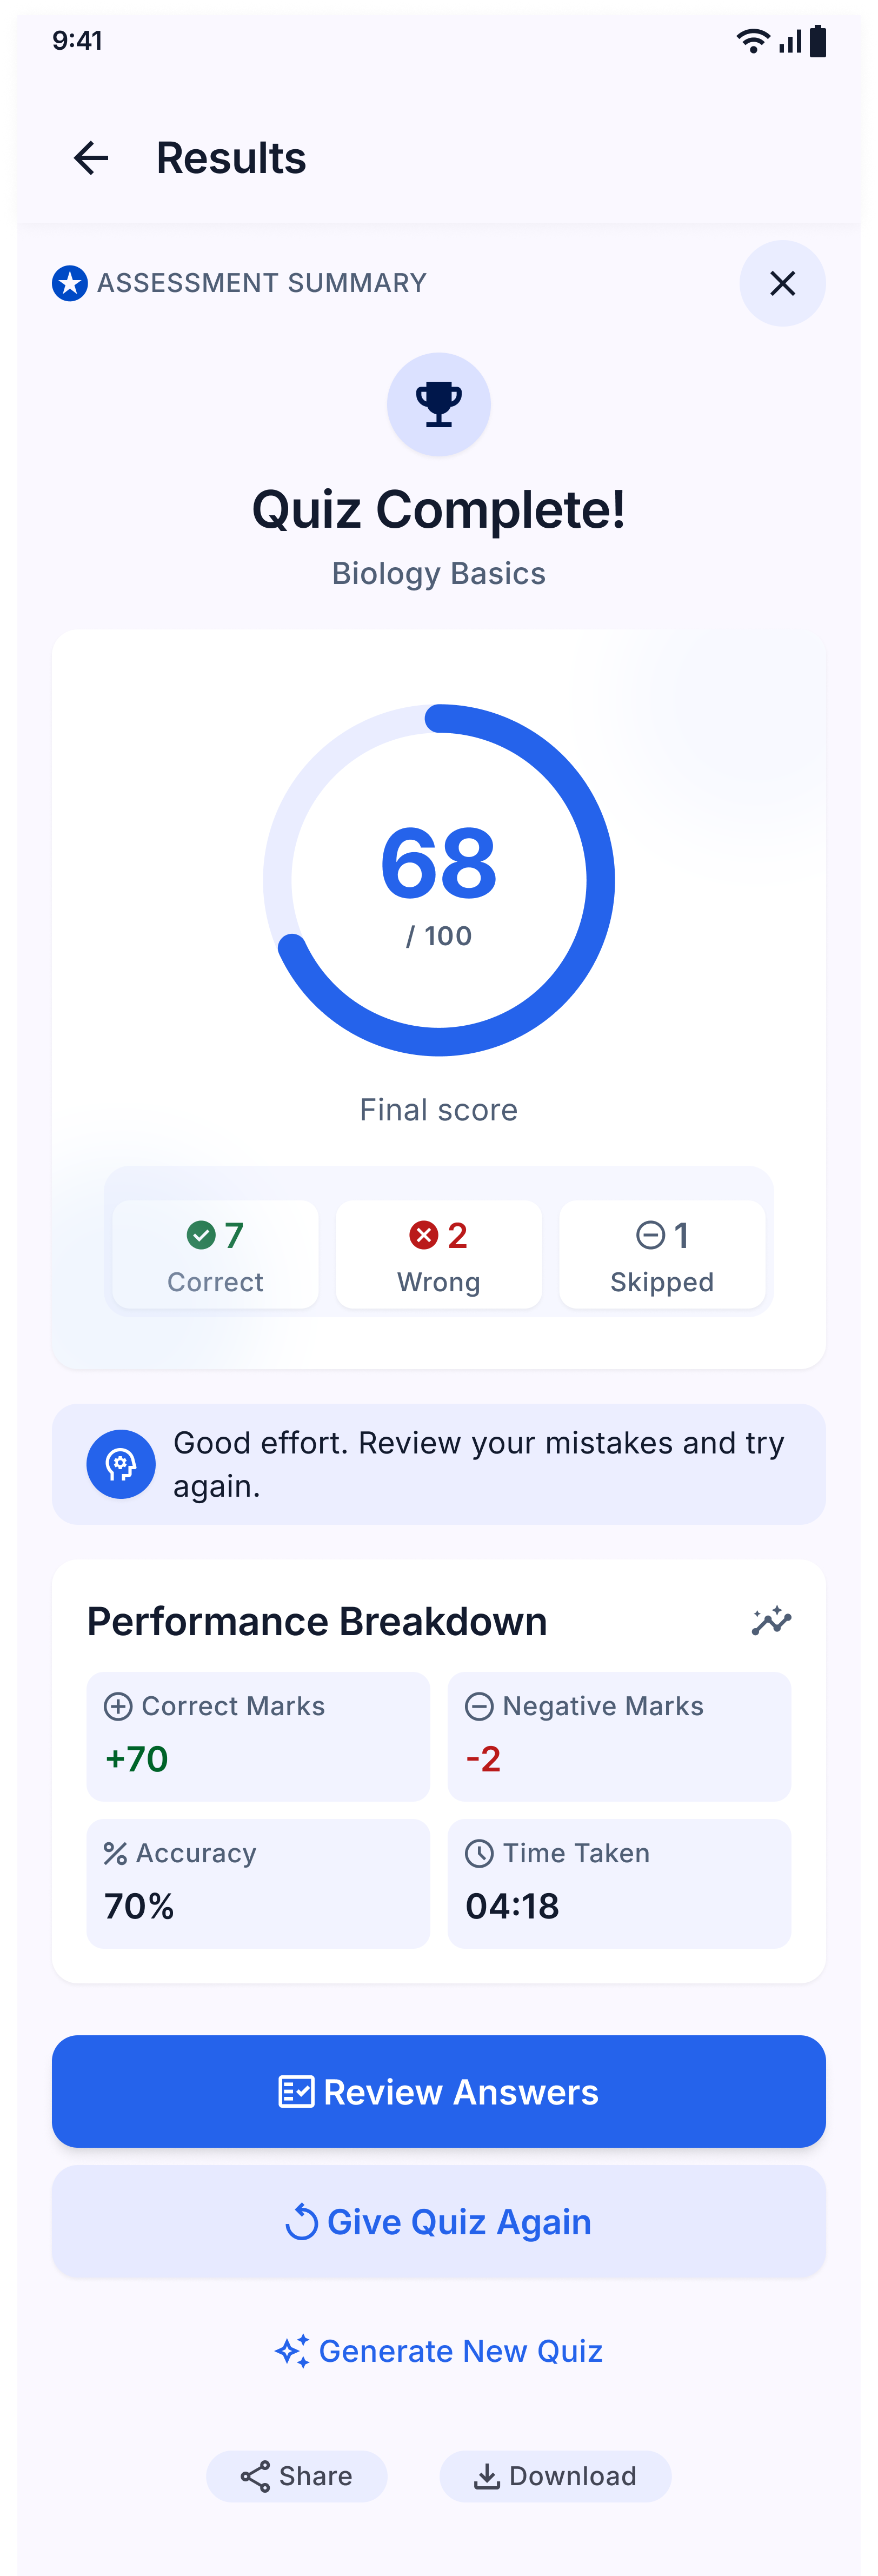 9:41
Results
ASSESSMENT SUMMARY
Quiz Complete!
Biology Basics
68
/ 100
Final score
7
Correct
2
Wrong
1
Skipped
Good effort. Review your mistakes and try
again.
Performance Breakdown
Correct Marks
+70
Negative Marks
-2
Accuracy
70%
Time Taken
04:18
Review Answers
Give Quiz Again
Generate New Quiz
Share
Download